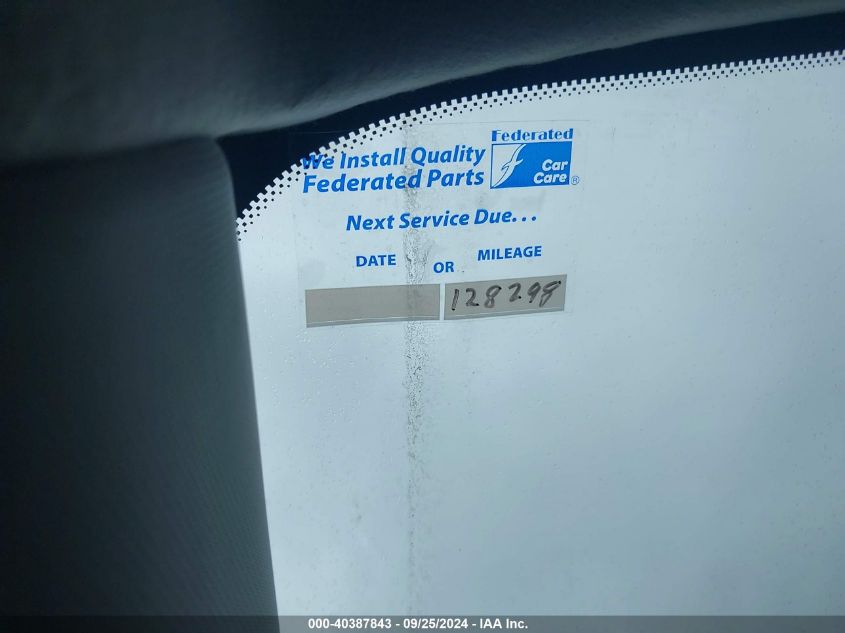 Federated
Car
Care®
We Install Quality
Federated Parts
Next Service Due...
DATE OR MILEAGE
128298
000-40387843 - 09/25/2024 - IAA Inc.